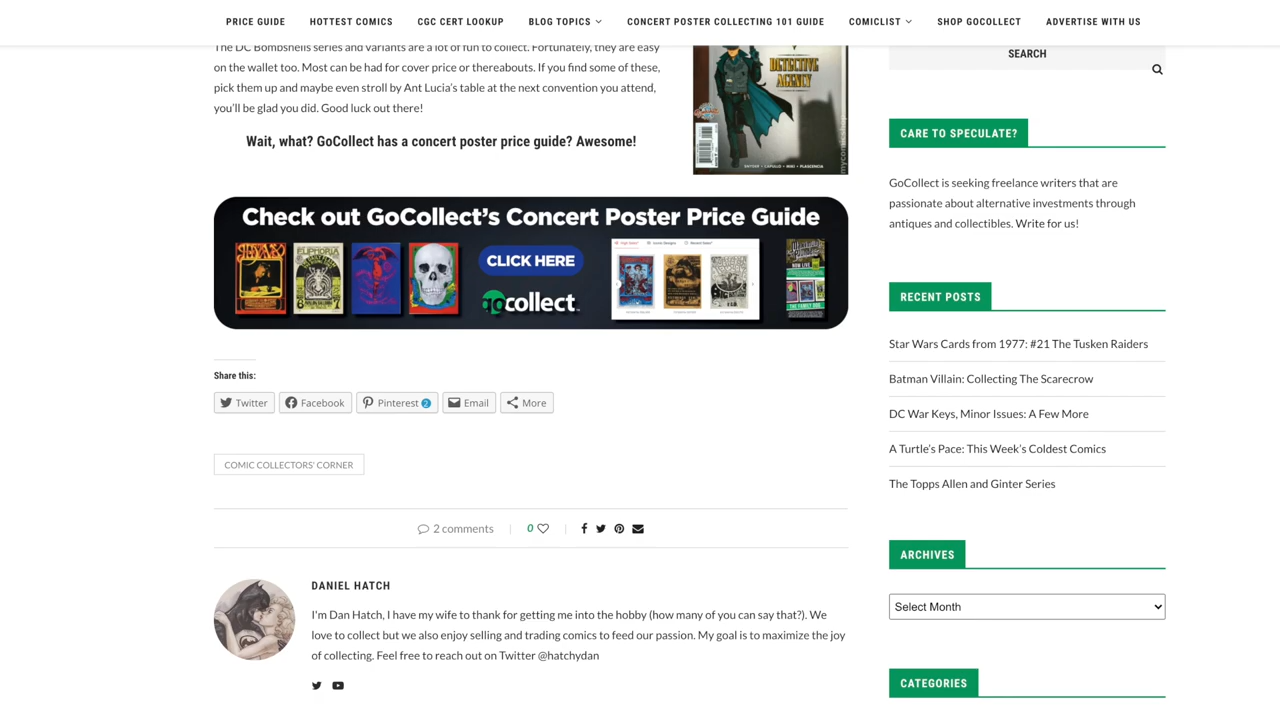 PRICE GUIDE HOTTEST COMICS CGC CERT LOOKUP BLOG TOPICS CONCERT POSTER COLLECTING 101 GUIDE COMICLIST SHOP GOCOLLECT ADVERTISE WITH US
The DC Bombshells series and variants are a lot of fun to collect. Fortunately, they are easy
on the wallet too. Most can be had for cover price or thereabouts. If you find some of these,
pick them up and maybe even stroll by Ant Lucia's table at the next convention you attend,
you'll be glad you did. Good luck out there!
DETECTIVE
AGENCY
SNYDER • CAPULLO • MIKI • PLASCENCIA
Wait, what? GoCollect has a concert poster price guide? Awesome!
Check out GoCollect's Concert Poster Price Guide
EUPHORIA
CLICK HERE
gocollect
Share this:
Twitter Facebook Pinterest 2 Email More
COMIC COLLECTORS' CORNER
2 comments 0
DANIEL HATCH
I'm Dan Hatch, I have my wife to thank for getting me into the hobby (how many of you can say that?). We
love to collect but we also enjoy selling and trading comics to feed our passion. My goal is to maximize the joy
of collecting. Feel free to reach out on Twitter @hatchydan
SEARCH
CARE TO SPECULATE?
GoCollect is seeking freelance writers that are
passionate about alternative investments through
antiques and collectibles. Write for us!
RECENT POSTS
Star Wars Cards from 1977: #21 The Tusken Raiders
Batman Villain: Collecting The Scarecrow
DC War Keys, Minor Issues: A Few More
A Turtle's Pace: This Week's Coldest Comics
The Topps Allen and Ginter Series
ARCHIVES
Select Month
CATEGORIES